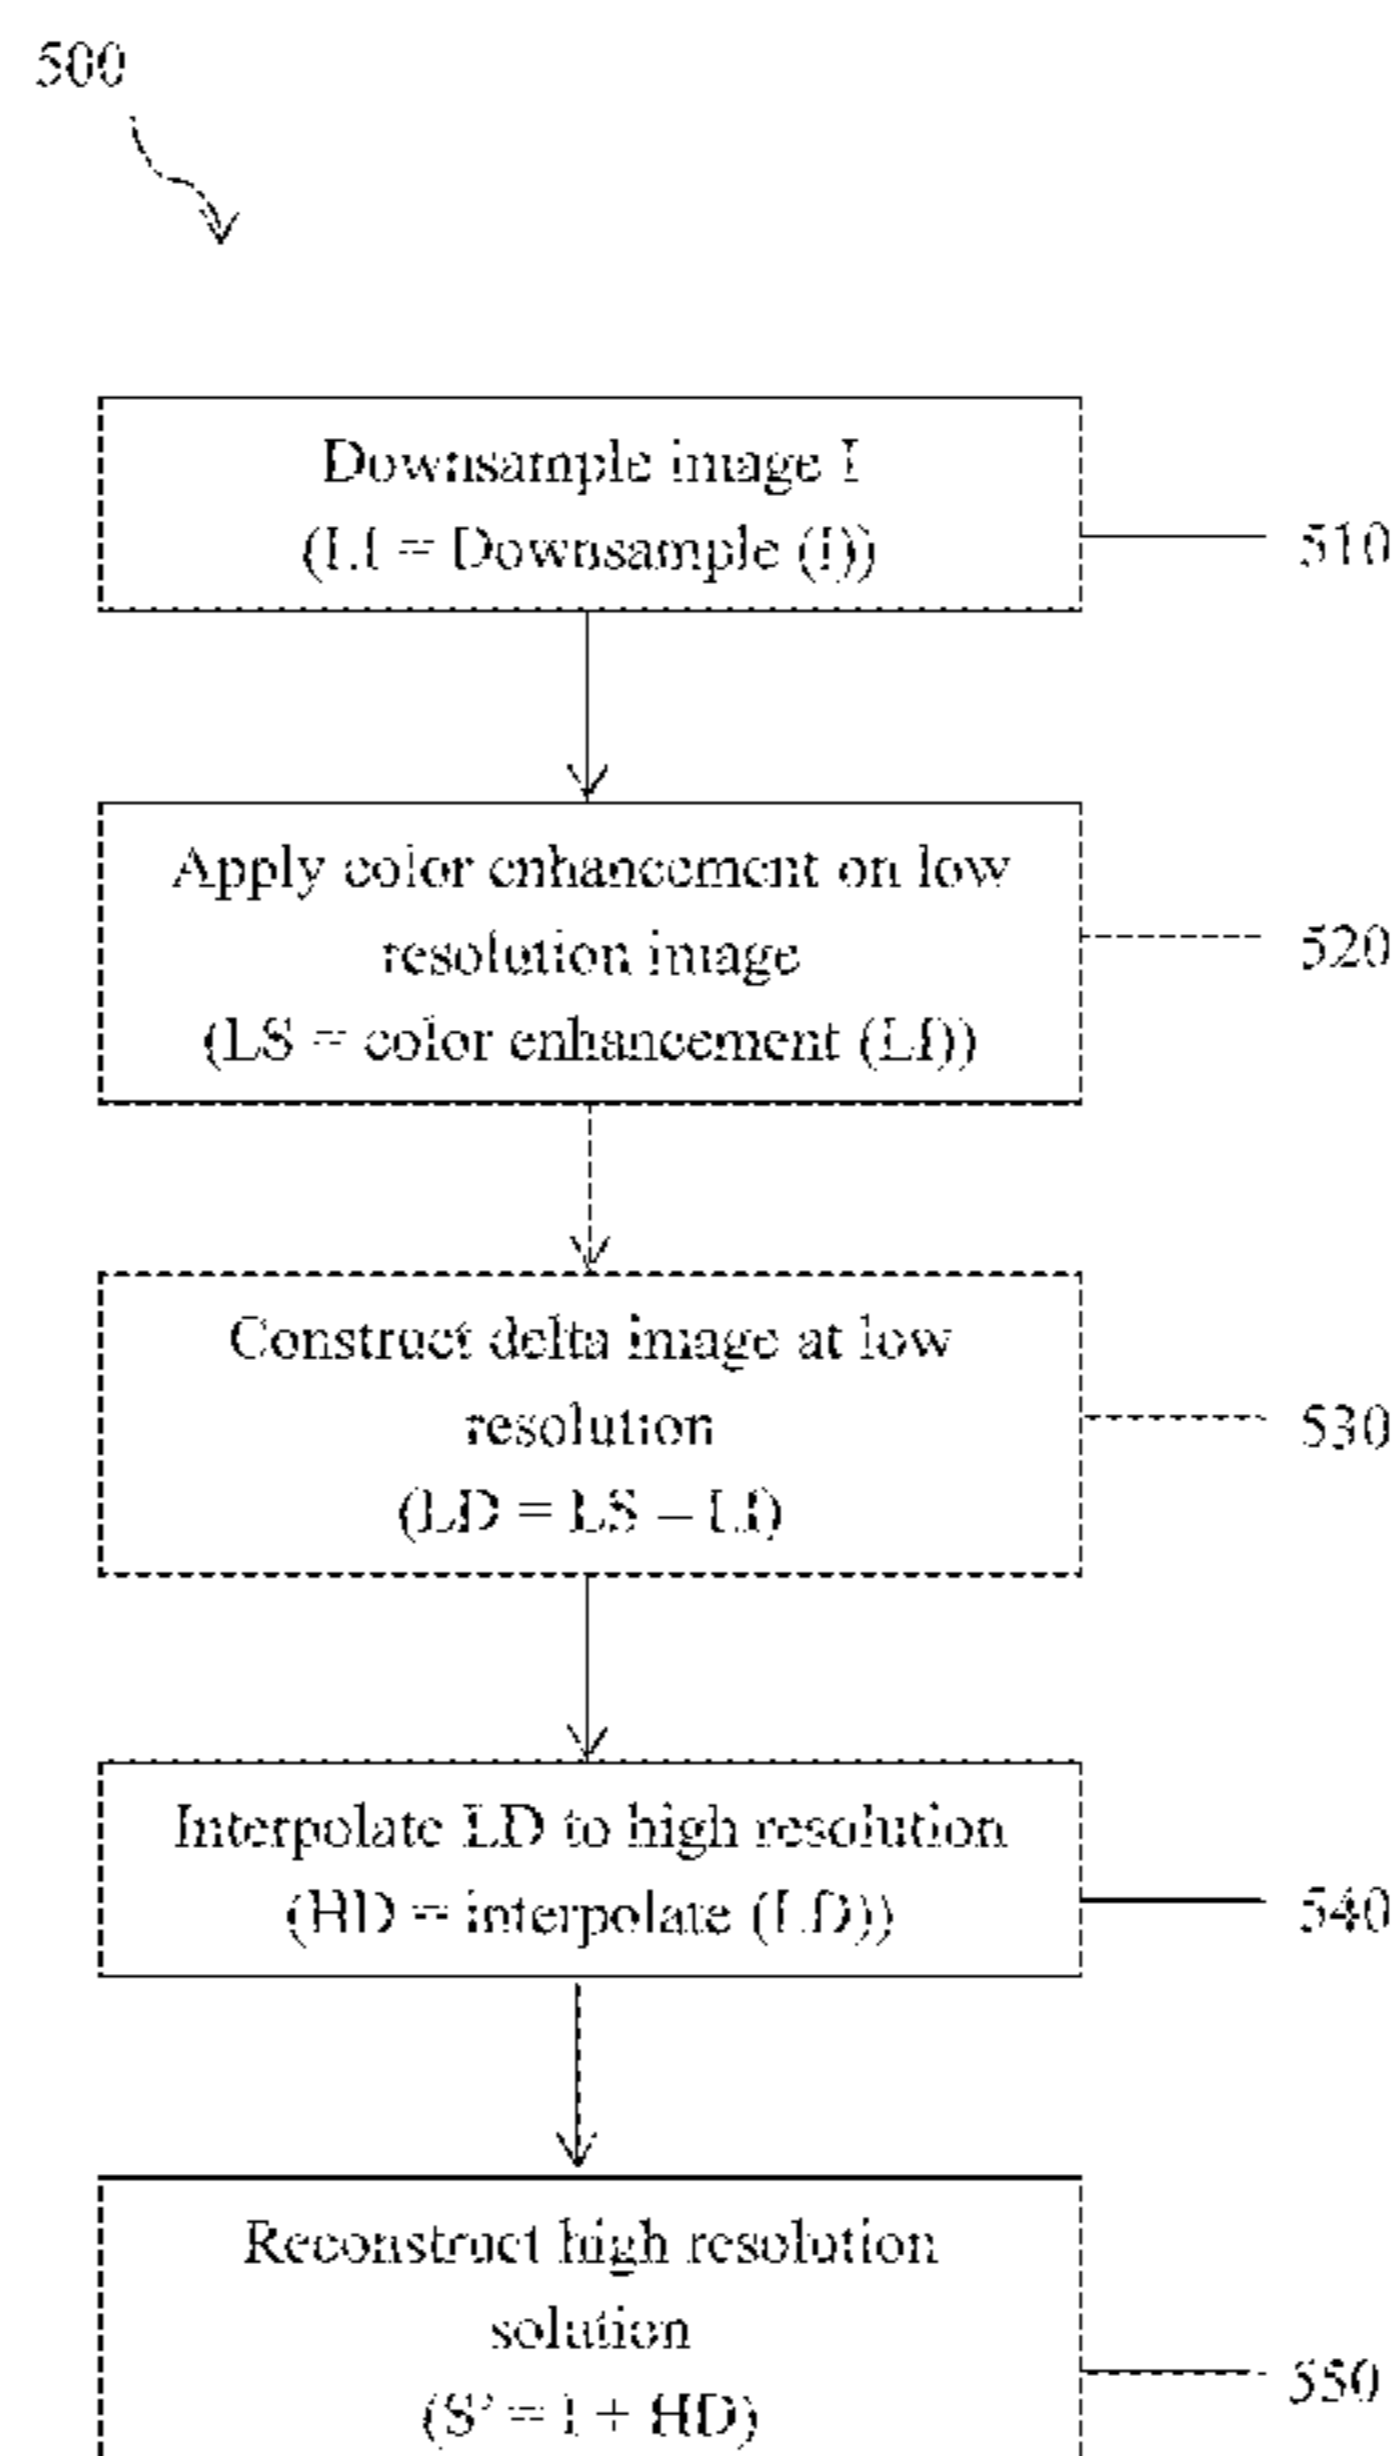 500
Downsample image I
(LI = Downsample (I))
510
Apply color enhancement on low
resolution image
(LS = color enhancement (LI))
520
Construct delta image at low
resolution
(LD = LS – LI)
530
Interpolate LD to high resolution
(HD = interpolate (LD))
540
Reconstruct high resolution
solution
(S' = I + HD)
550